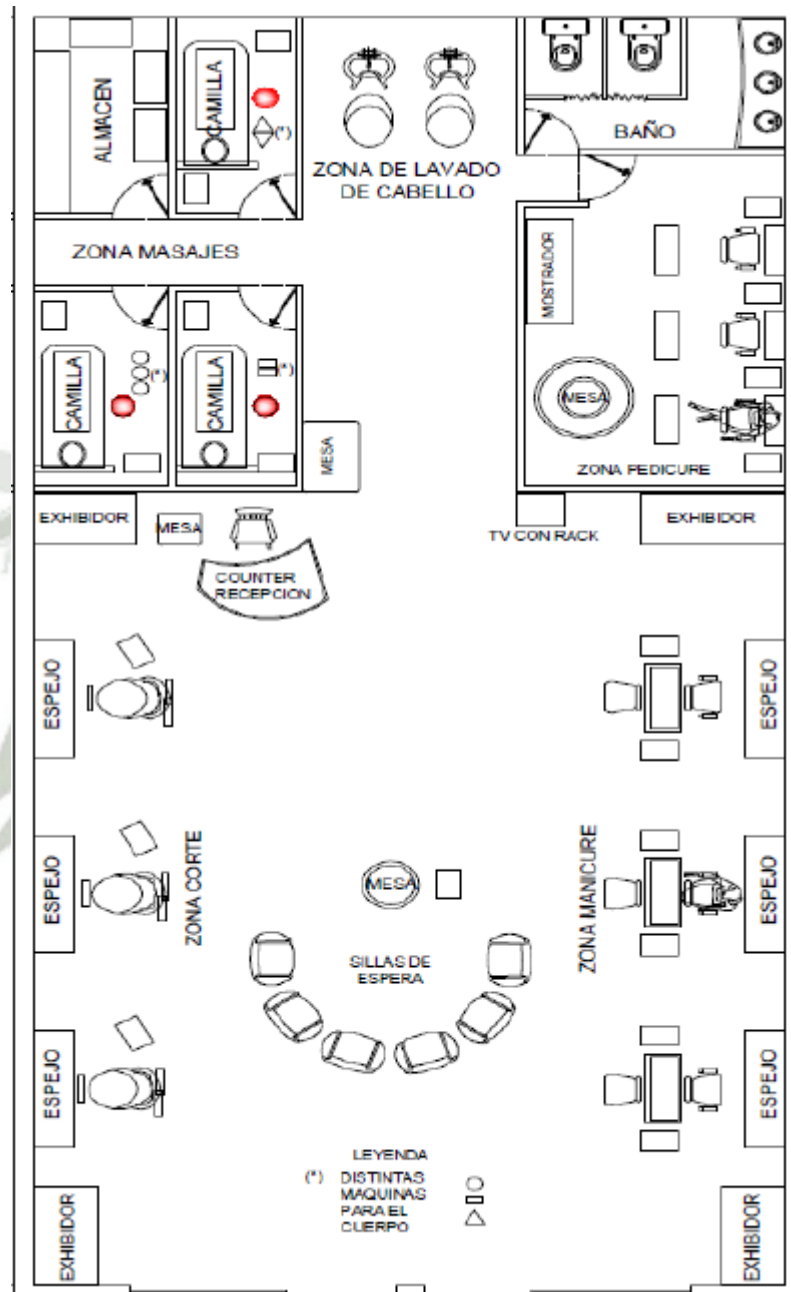 ALMACEN
CAMILLA
(*)
ZONA DE LAVADO
DE CABELLO
BAÑO
ZONA MASAJES
MOSTRADOR
CAMILLA
(*)
CAMILLA
(*)
MESA
MESA
ZONA PEDICURE
EXHIBIDOR
MESA
TV CON RACK
EXHIBIDOR
COUNTER
RECEPCION
ESPEJO
ESPEJO
ESPEJO
ZONA CORTE
MESA
ZONA MANICURE
ESPEJO
SILLAS DE
ESPERA
ESPEJO
ESPEJO
LEYENDA
(*) DISTINTAS
MAQUINAS
PARA EL
CUERPO
EXHIBIDOR
EXHIBIDOR